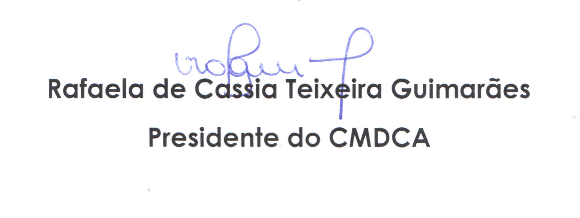 Rafaela de Cassia Teixeira Guimarães
Presidente do CMDCA